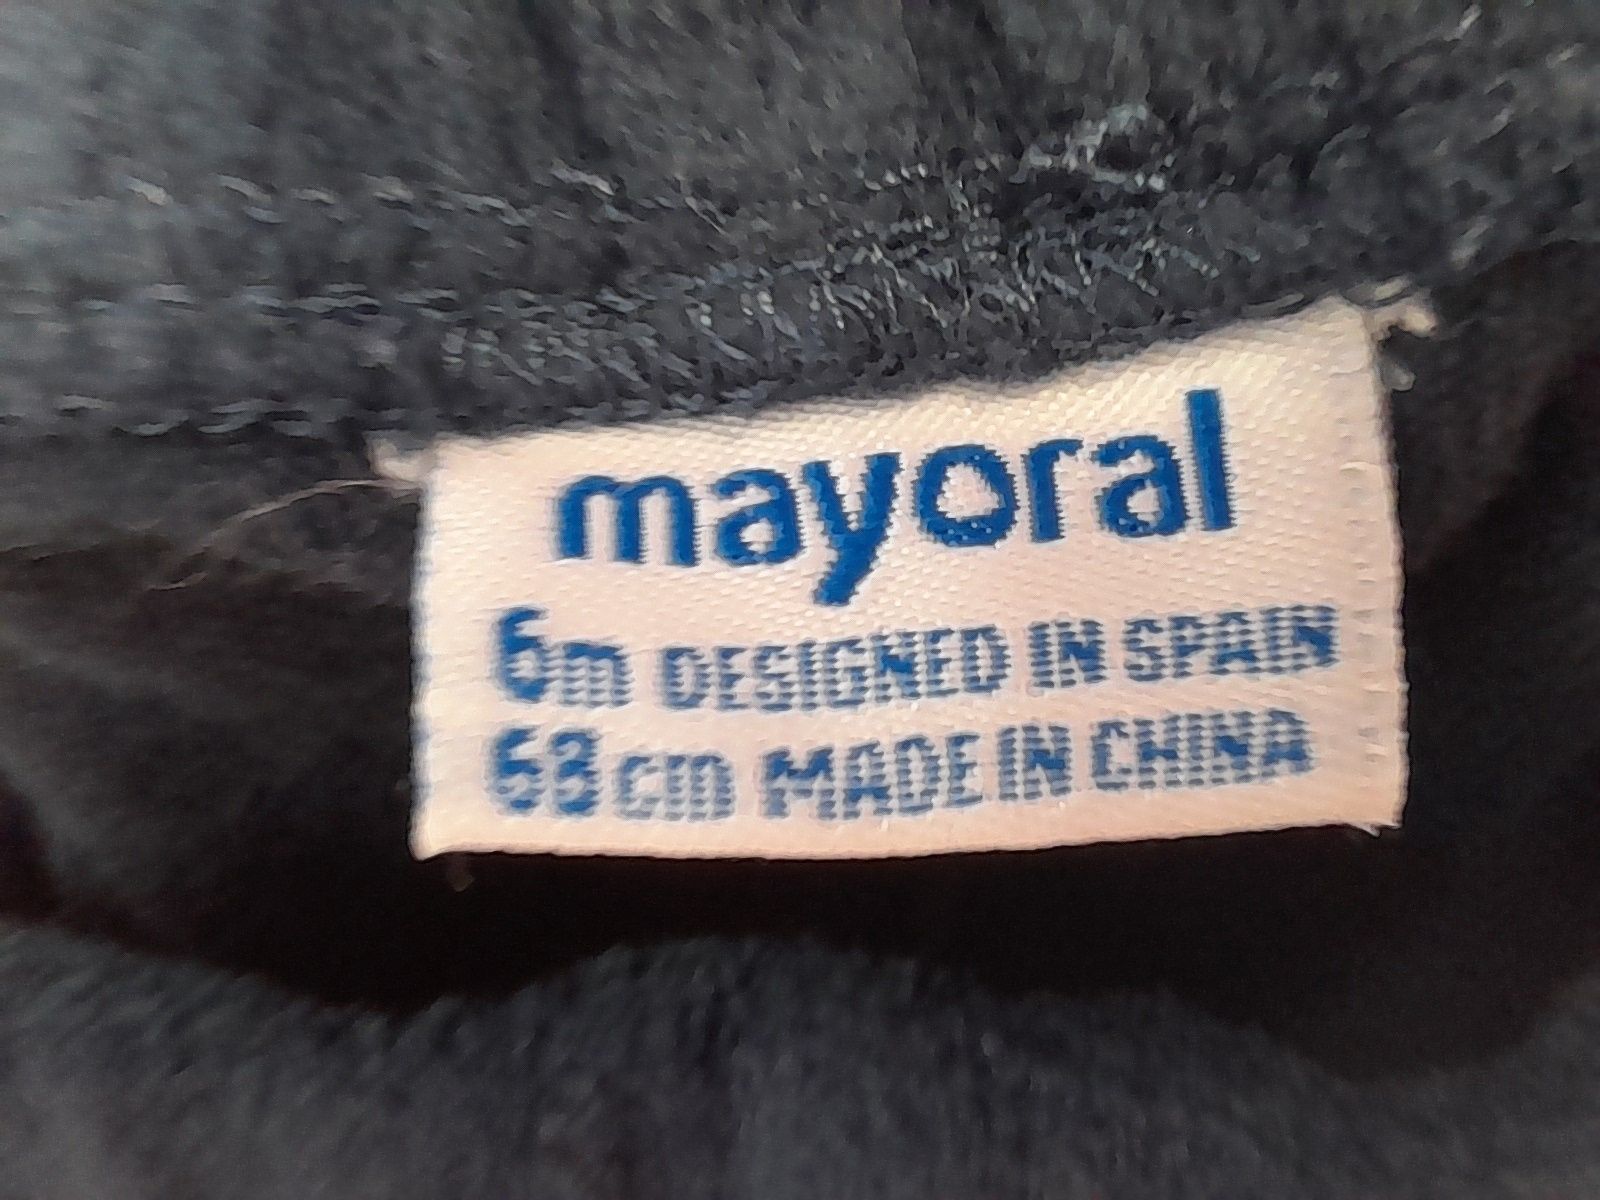 mayoral
6m DESIGNED IN SPAIN
68 cm MADE IN CHINA